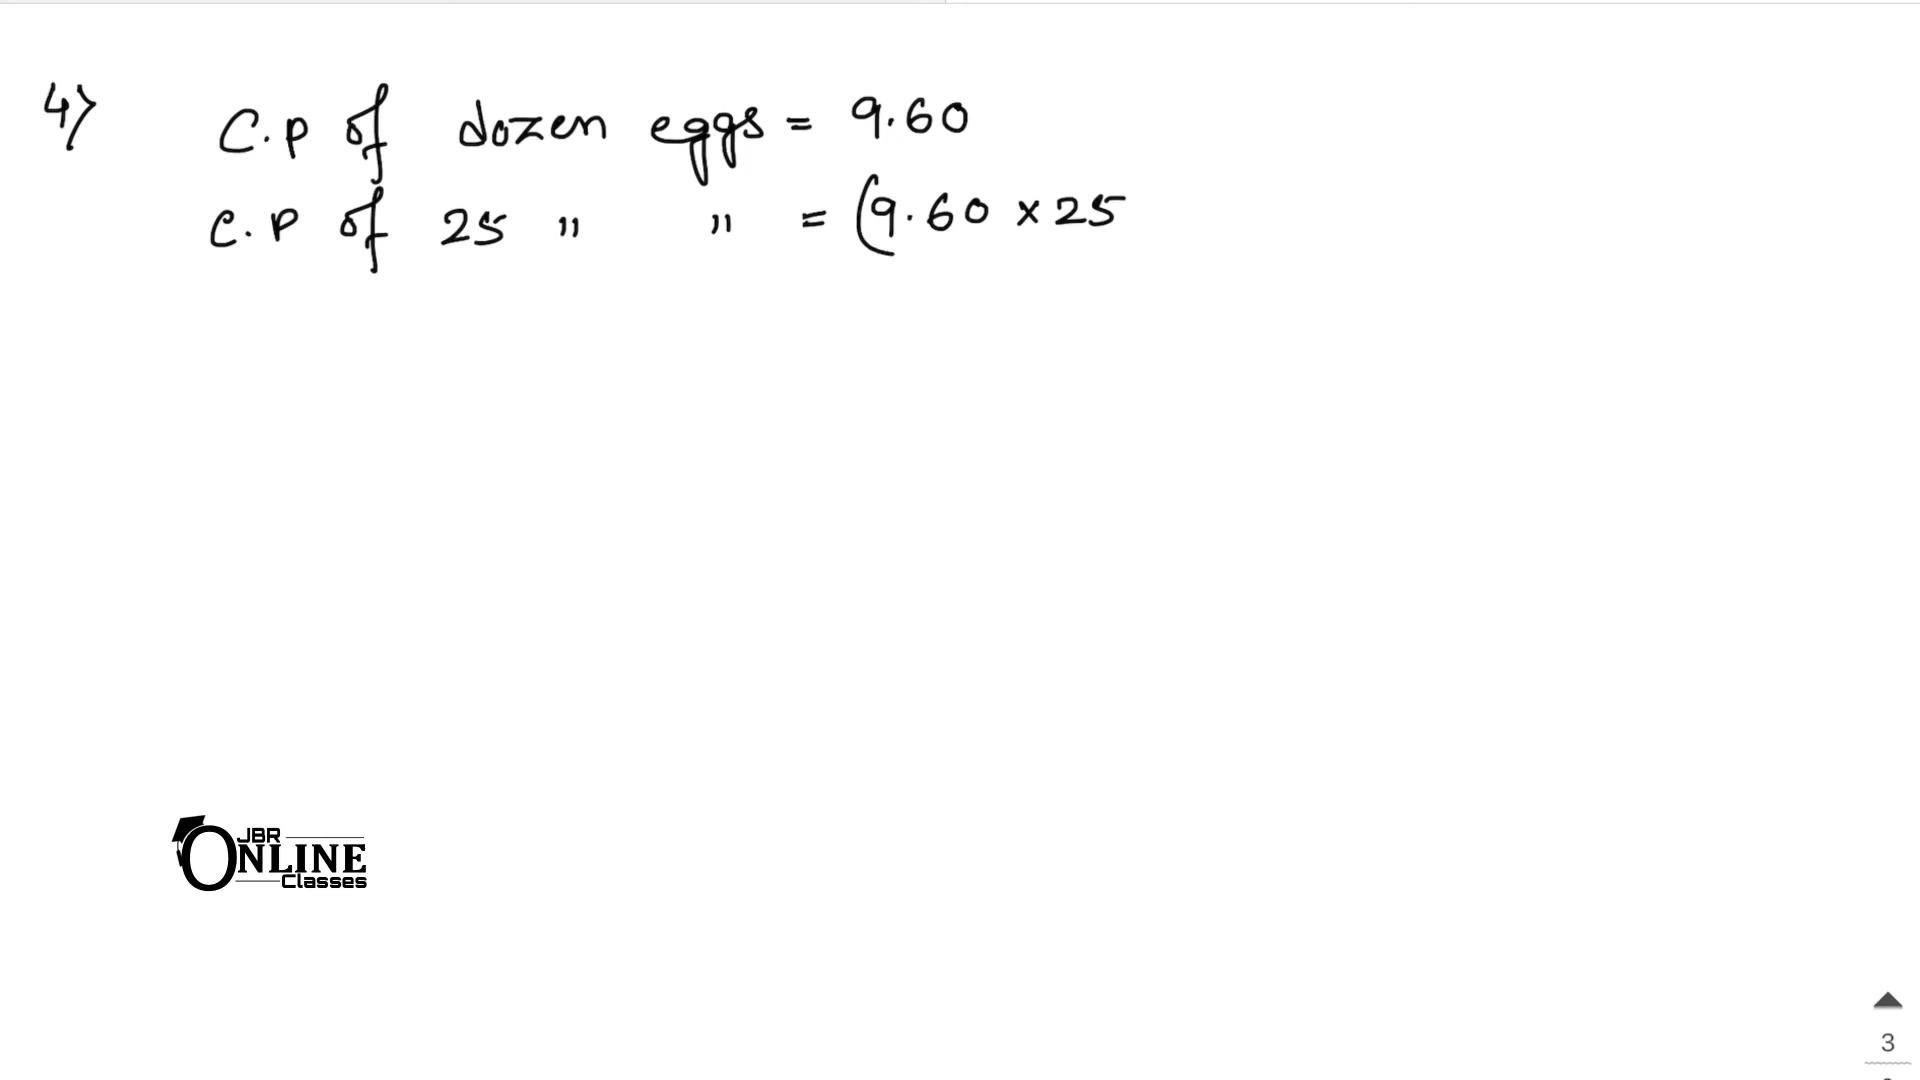 4) C.P of dozen eggs = 9.60
C.P of 25 " " = (9.60 × 25
JBR
ONLINE
Classes
3